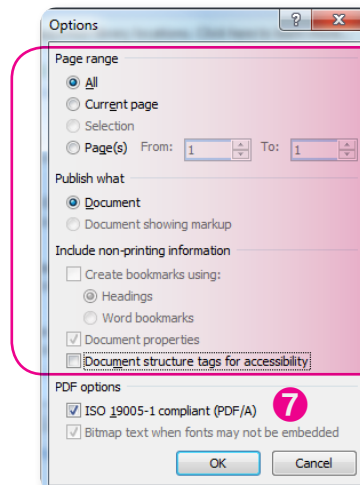 Options
Page range
All
Current page
Selection
Page(s) From: 1 To: 1
Publish what
Document
Document showing markup
Include non-printing information
Create bookmarks using:
Headings
Word bookmarks
Document properties
Document structure tags for accessibility
PDF options
ISO 19005-1 compliant (PDF/A) 7
Bitmap text when fonts may not be embedded
OK Cancel